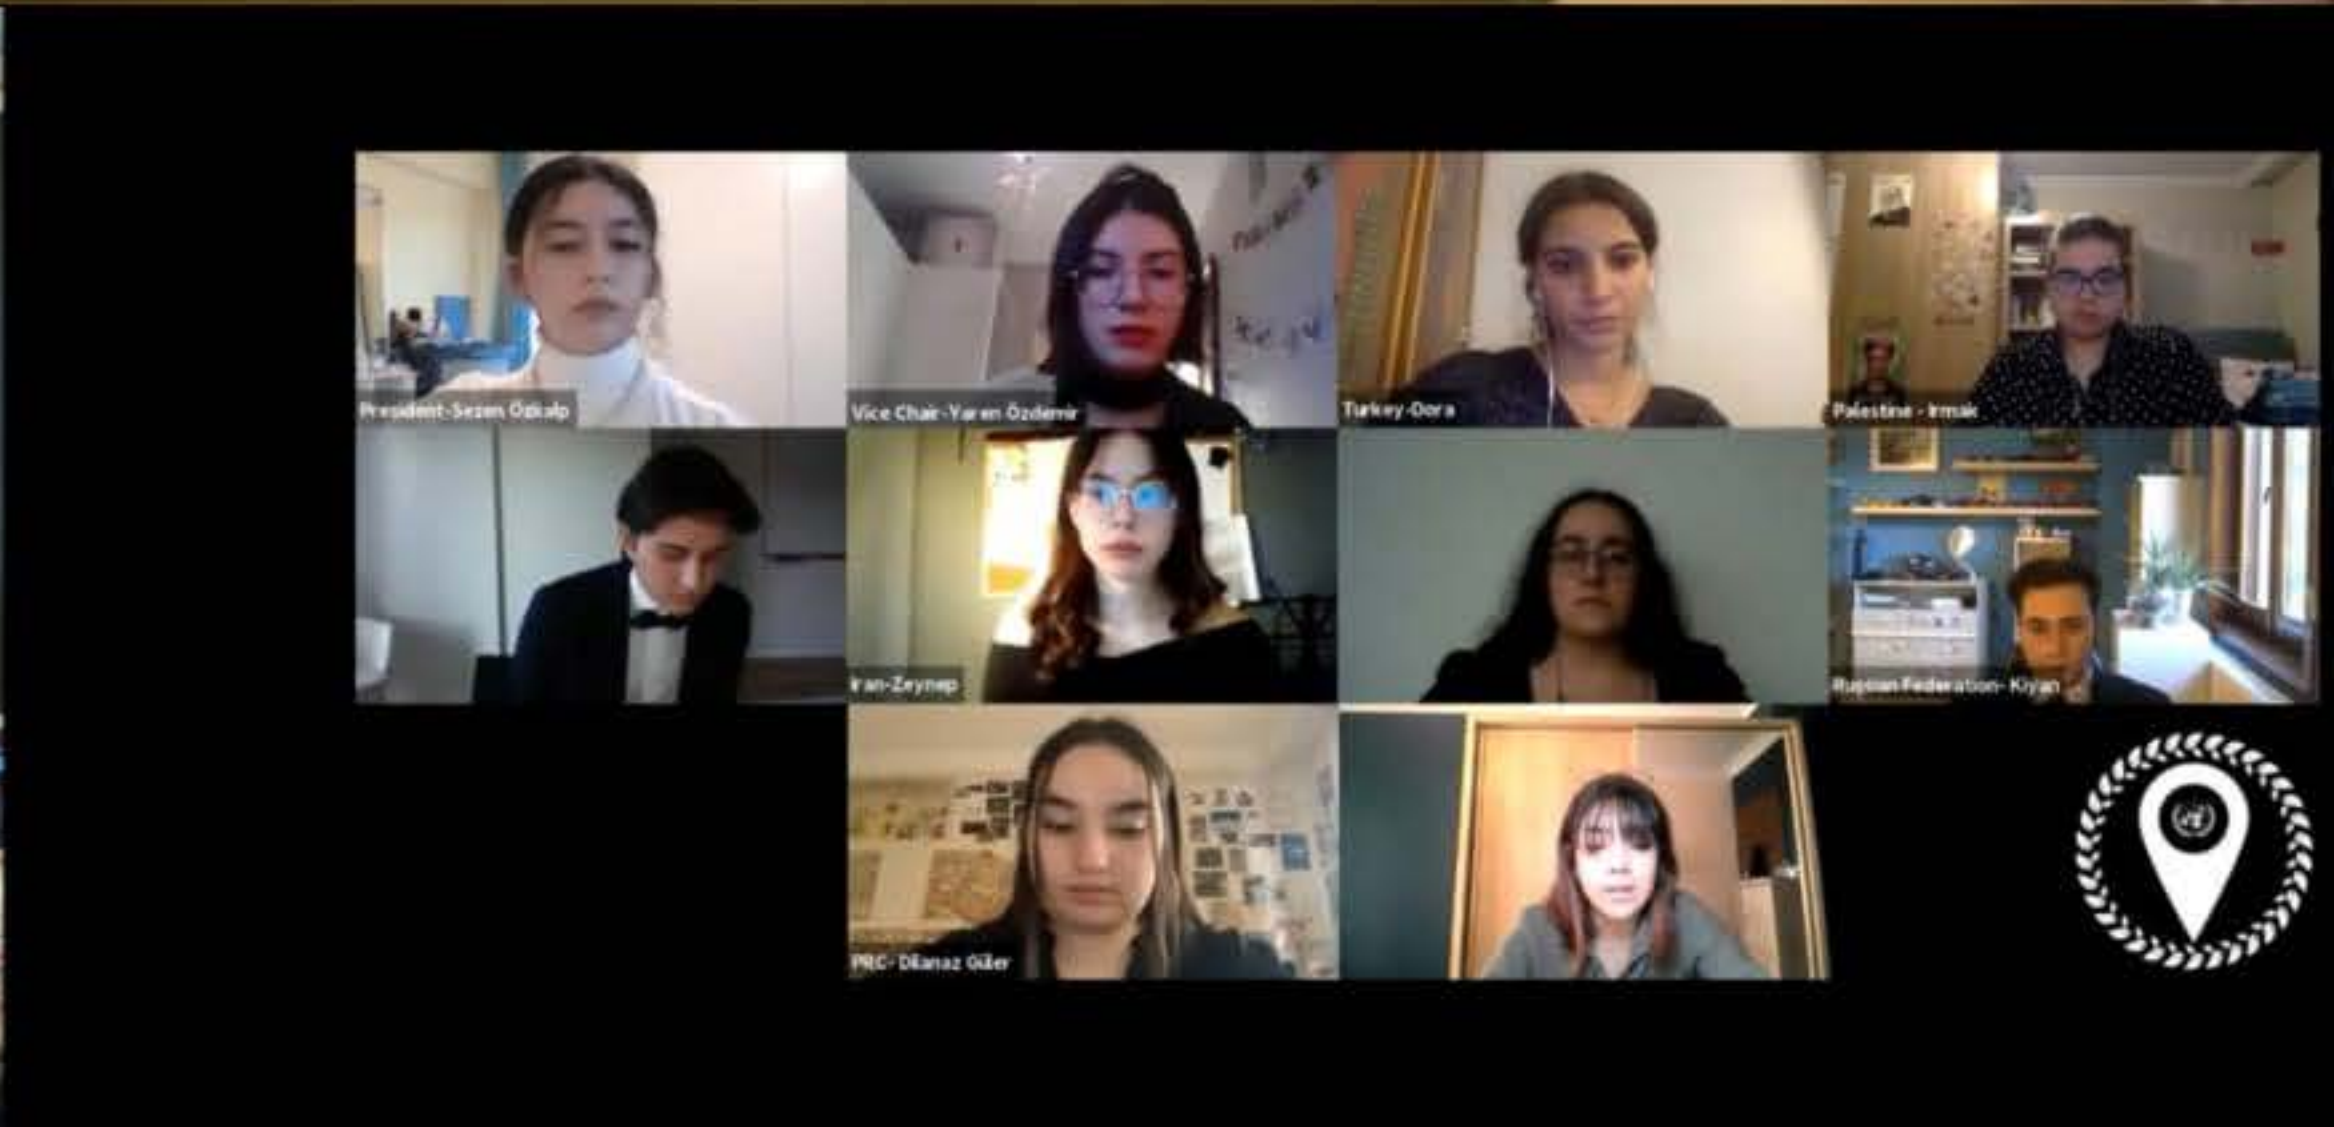 President-Sezen Özkalp
Vice Chair-Yaren Özdemir
Turkey-Dora
Palestine - Irmak
Iran-Zeynep
Russian Federation- Kiyan
PRC- Dilanaz Güler